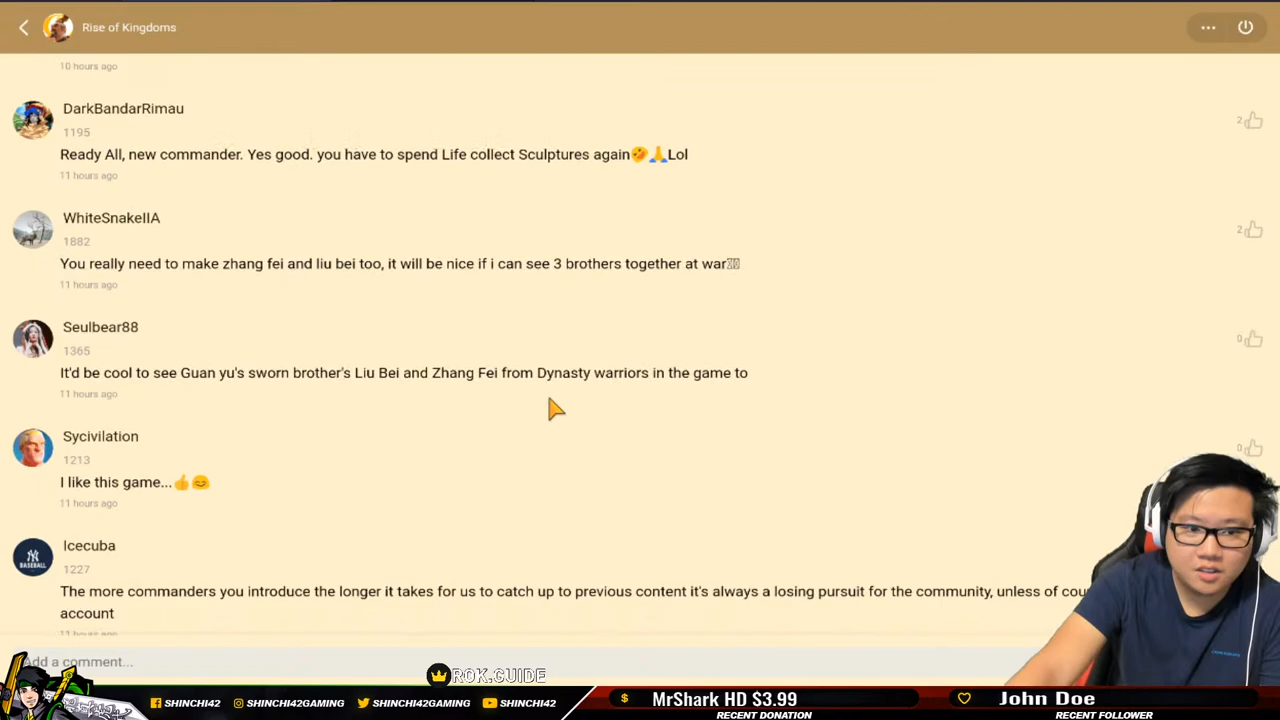 Rise of Kingdoms
10 hours ago
DarkBandarRimau
1195
2
Ready All, new commander. Yes good. you have to spend Life collect Sculptures again🤣🙏Lol
11 hours ago
WhiteSnakeIIA
1882
2
You really need to make zhang fei and liu bei too, it will be nice if i can see 3 brothers together at war
11 hours ago
Seulbear88
1365
0
It'd be cool to see Guan yu's sworn brother's Liu Bei and Zhang Fei from Dynasty warriors in the game to
11 hours ago
Sycivilation
1213
0
I like this game...👍😊
11 hours ago
Icecuba
BASEBALL
1227
The more commanders you introduce the longer it takes for us to catch up to previous content it's always a losing pursuit for the community, unless of
account
11 hours ago
Add a comment...
ROK.GUIDE
SHINCHI42 SHINCHI42GAMING SHINCHI42GAMING SHINCHI42
$ MrShark HD $3.99
RECENT DONATION
John Doe
RECENT FOLLOWER